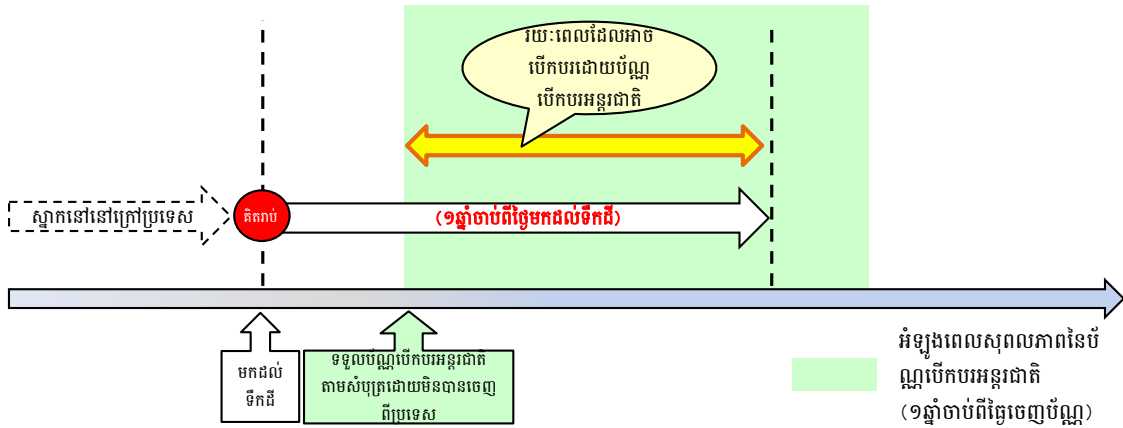 រយៈពេលដែលអាច
បើកបរដោយប័ណ្ណ
បើកបរអន្តរជាតិ
ស្នាកនៅនៅក្រៅប្រទេស
គិតរាប់
(១ឆ្នាំចាប់ពីថ្ងៃមកដល់ទឹកដី)
មកដល់
ទឹកដី
ទទួលប័ណ្ណបើកបរអន្តរជាតិ
តាមសំបុត្រដោយមិនបានចេញ
ពីប្រទេស
អំឡុងពេលសុពលភាពនៃប័
ណ្ណបើកបរអន្តរជាតិ
(១ឆ្នាំចាប់ពីធ្ងៃចេញប័ណ្ណ)